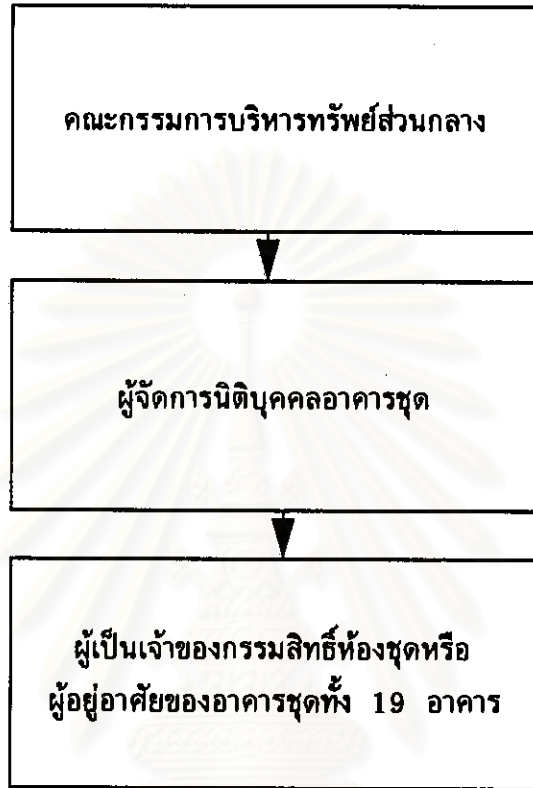 คณะกรรมการบริหารทรัพย์ส่วนกลาง
ผู้จัดการนิติบุคคลอาคารชุด
ผู้เป็นเจ้าของกรรมสิทธิ์ห้องชุดหรือ
ผู้อยู่อาศัยของอาคารชุดทั้ง 19 อาคาร